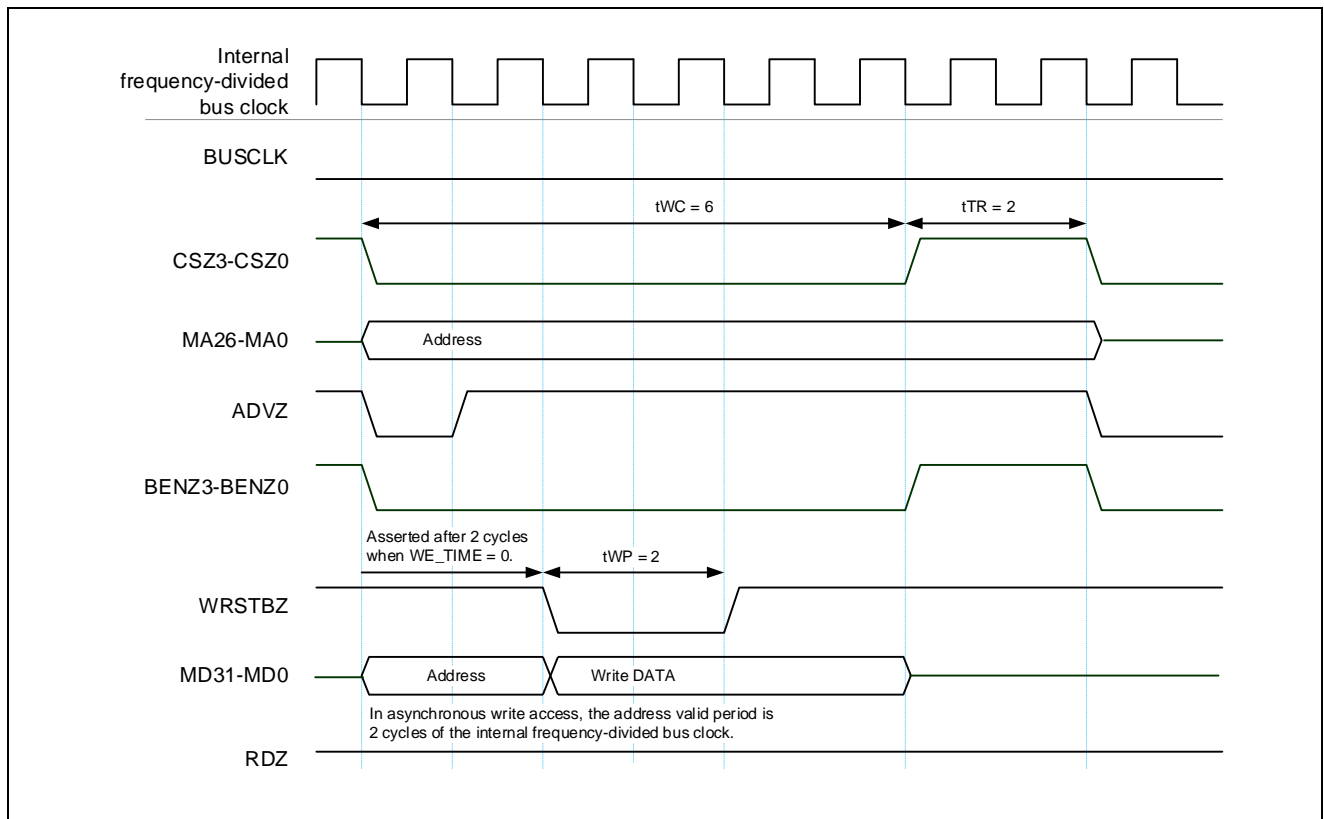 Internal
frequency-divided
bus clock
BUSCLK
tWC = 6
tTR = 2
CSZ3-CSZ0
MA26-MA0
Address
ADVZ
BENZ3-BENZ0
Asserted after 2 cycles
when WE_TIME = 0.
tWP = 2
WRSTBZ
MD31-MD0
Address
Write DATA
In asynchronous write access, the address valid period is
2 cycles of the internal frequency-divided bus clock.
RDZ